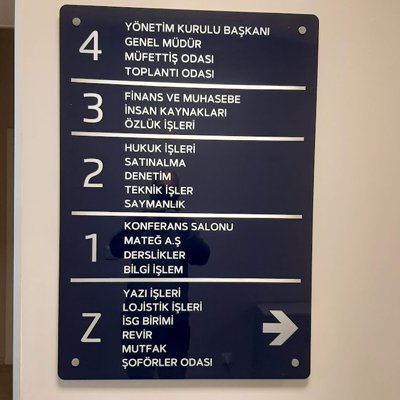 4
YÖNETİM KURULU BAŞKANI
GENEL MÜDÜR
MÜFETTİŞ ODASI
TOPLANTI ODASI
3
FİNANS VE MUHASEBE
İNSAN KAYNAKLARI
ÖZLÜK İŞLERİ
2
HUKUK İŞLERİ
SATINALMA
DENETİM
TEKNİK İŞLER
SAYMANLIK
1
KONFERANS SALONU
MATEĞ A.Ş
DERSLİKLER
BİLGİ İŞLEM
Z
YAZI İŞLERİ
LOJİSTİK İŞLERİ
İSG BİRİMİ
REVİR
MUTFAK
ŞOFÖRLER ODASI